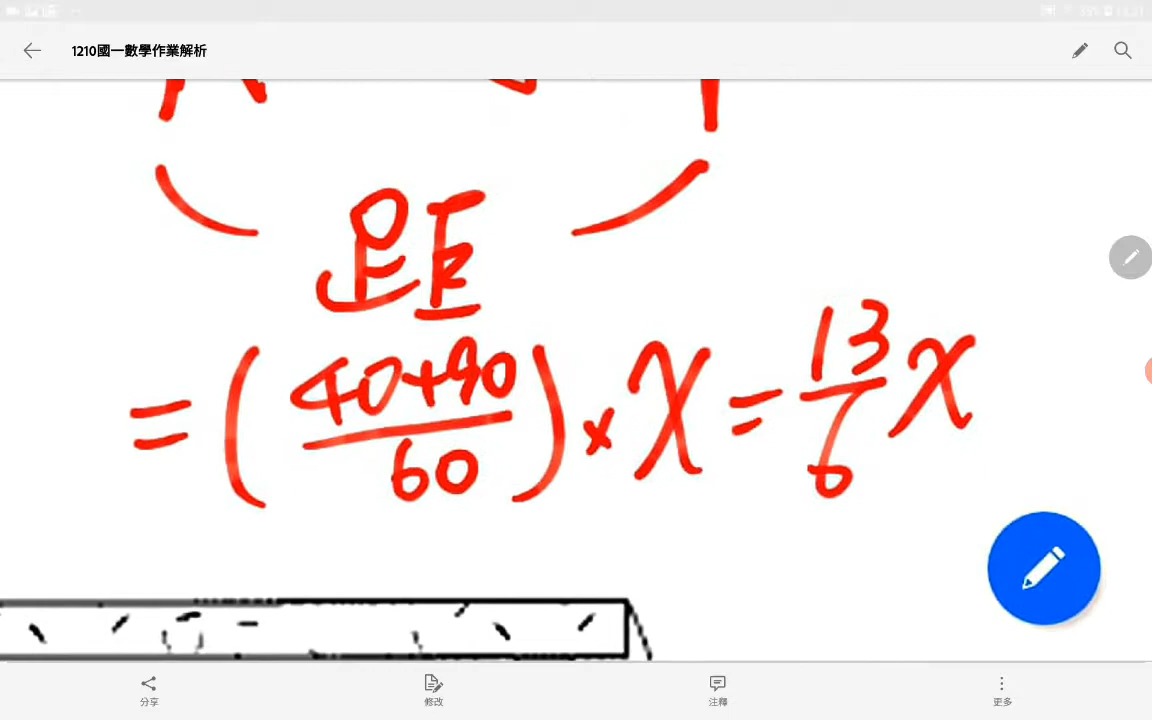 1210國一數學作業解析
距
=(40+90/60)×x=13/6x
分享
修改
注釋
更多